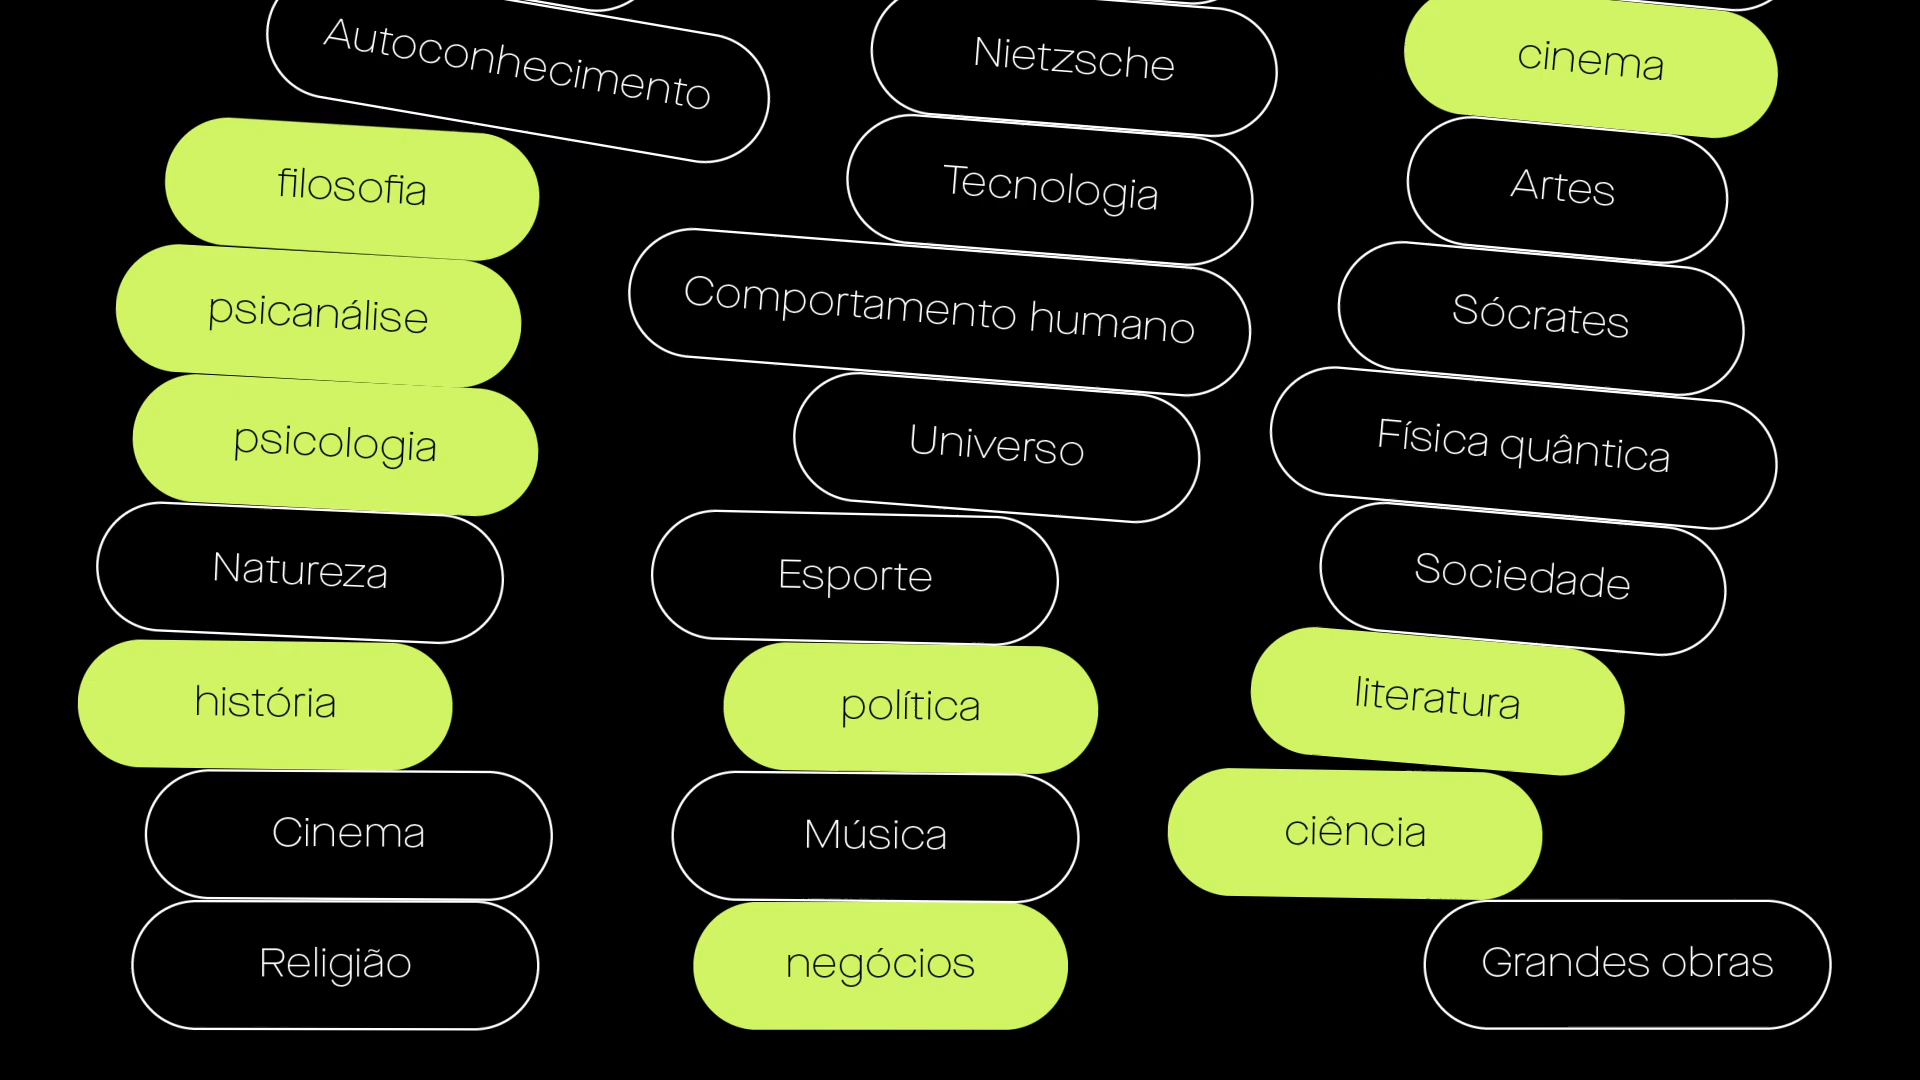 Autoconhecimento
filosofia
psicanálise
psicologia
Natureza
história
Cinema
Religião
Nietzsche
Tecnologia
Comportamento humano
Universo
Esporte
política
Música
negócios
cinema
Artes
Sócrates
Física quântica
Sociedade
literatura
ciência
Grandes obras